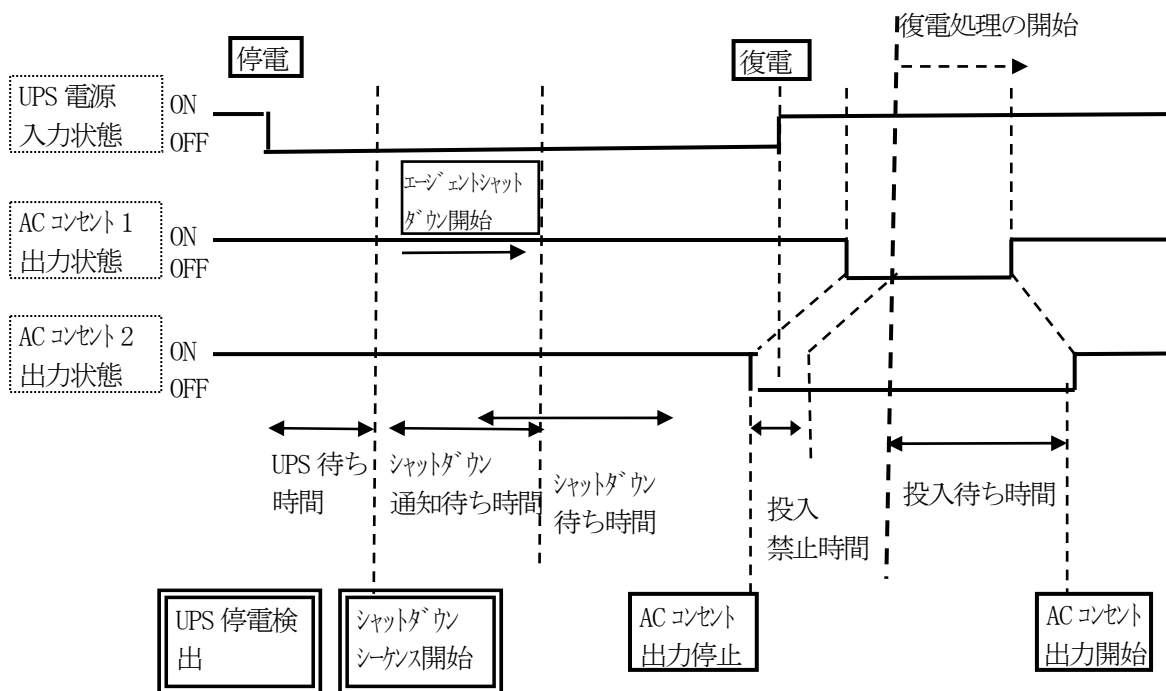 復電処理の開始
停電
復電
UPS 電源
入力状態
ON
OFF
エージェントシャット
ダウン開始
AC コンセント 1
出力状態
ON
OFF
AC コンセント 2
出力状態
ON
OFF
UPS 待ち
時間
シャットダウン
通知待ち時間
シャットダウン
待ち時間
投入
禁止時間
投入待ち時間
UPS 停電検
出
シャットダウン
シーケンス開始
AC コンセント
出力停止
AC コンセント
出力開始